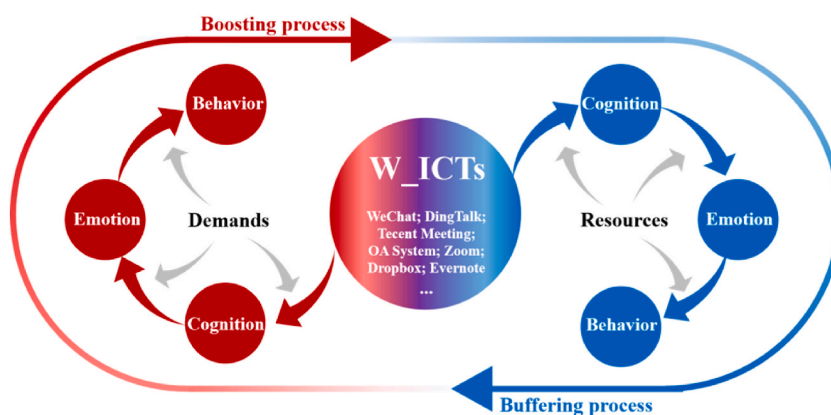 Boosting process
Behavior
Emotion
Demands
Cognition
W_ICTs
WeChat; DingTalk;
Tecent Meeting;
OA System; Zoom;
Dropbox; Evernote
...
Cognition
Resources
Emotion
Behavior
Buffering process